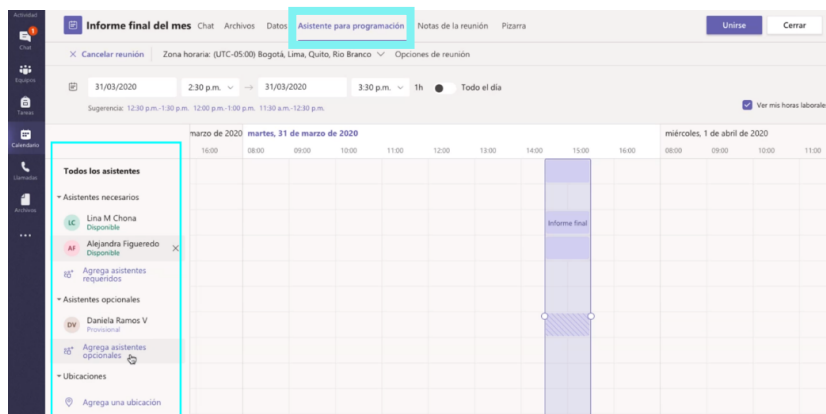 Actividad
Chat
Equipos
Tareas
Calendario
Llamadas
Archivos
Informe final del mes Chat Archivos Datos Asistente para programación Notas de la reunión Pizarra Unirse Cerrar
Cancelar reunión Zona horaria: (UTC-05:00) Bogotá, Lima, Quito, Rio Branco Opciones de reunión
31/03/2020 2:30 p.m. → 31/03/2020 3:30 p.m. 1h Todo el día
Sugerencia: 12:30 p.m.-1:30 p.m. 12:00 p.m.-1:00 p.m. 11:30 a.m.-12:30 p.m.
Ver mis horas laborale
marzo de 2020 martes, 31 de marzo de 2020 miércoles, 1 de abril de 2020
16:00 08:00 09:00 10:00 11:00 12:00 13:00 14:00 15:00 16:00 08:00 09:00 10:00 11:00
Todos los asistentes
Asistentes necesarios
LC Lina M Chona
Disponible
Informe final
AF Alejandra Figueredo
Disponible
Agrega asistentes
requeridos
Asistentes opcionales
DV Daniela Ramos V
Provisional
Agrega asistentes
opcionales
Ubicaciones
Agrega una ubicación